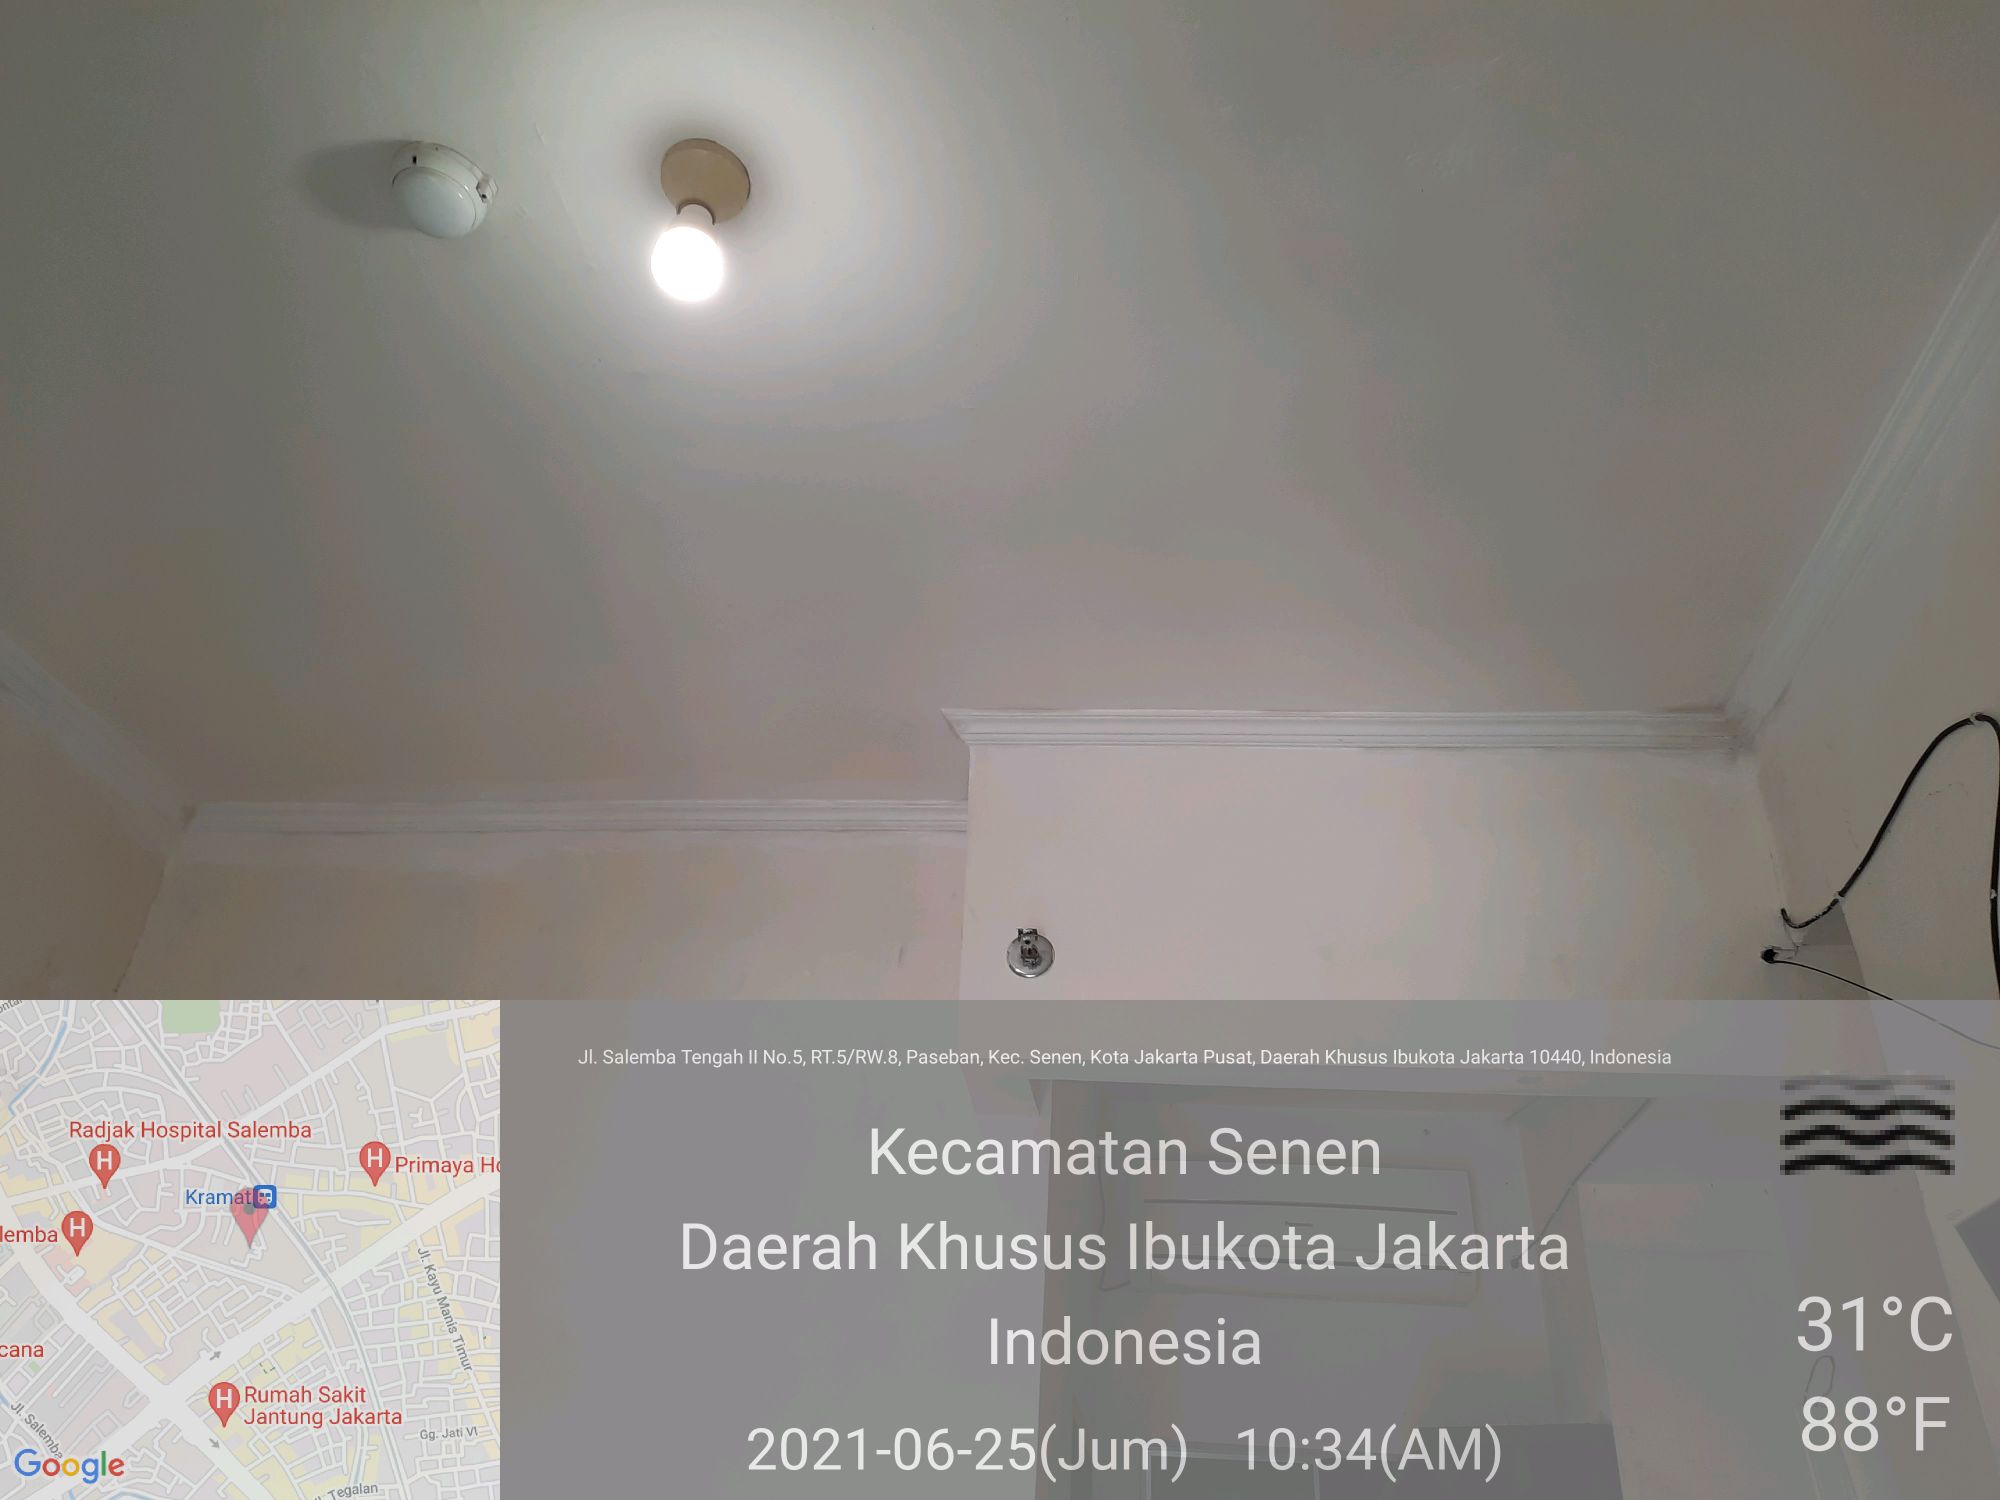 Jl. Salemba Tengah II No.5, RT.5/RW.8, Paseban, Kec. Senen, Kota Jakarta Pusat, Daerah Khusus Ibukota Jakarta 10440, Indonesia
Kecamatan Senen
Daerah Khusus Ibukota Jakarta
Indonesia
2021-06-25(Jum) 10:34(AM)
31°C
88°F
Radjak Hospital Salemba
Primaya Ho
Kramat
lemba
cana
Rumah Sakit
Jantung Jakarta
Jl. Kayu Manis Timur
Jl. Salemba
Gg. Jati VI
Tegalan
Google